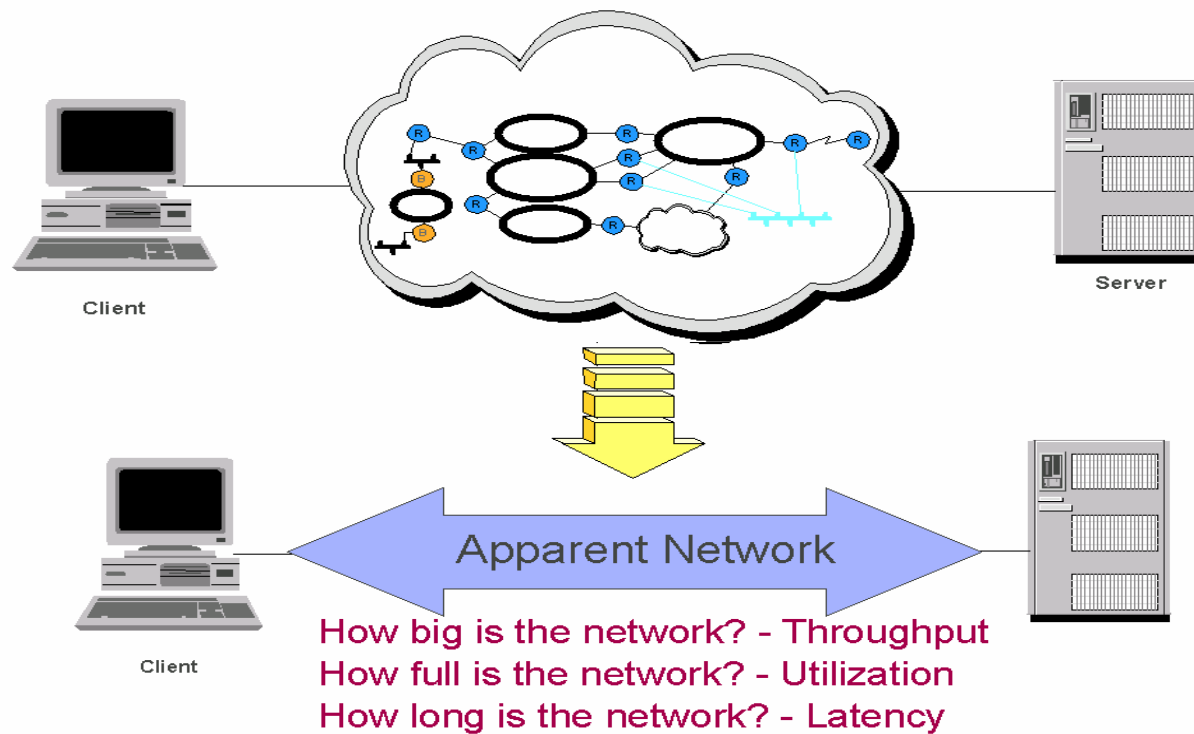 R
R
R
R
R
R
R
R
B
R
R
R
B
Client
Server
Apparent Network
How big is the network? - Throughput
How full is the network? - Utilization
How long is the network? - Latency
Client